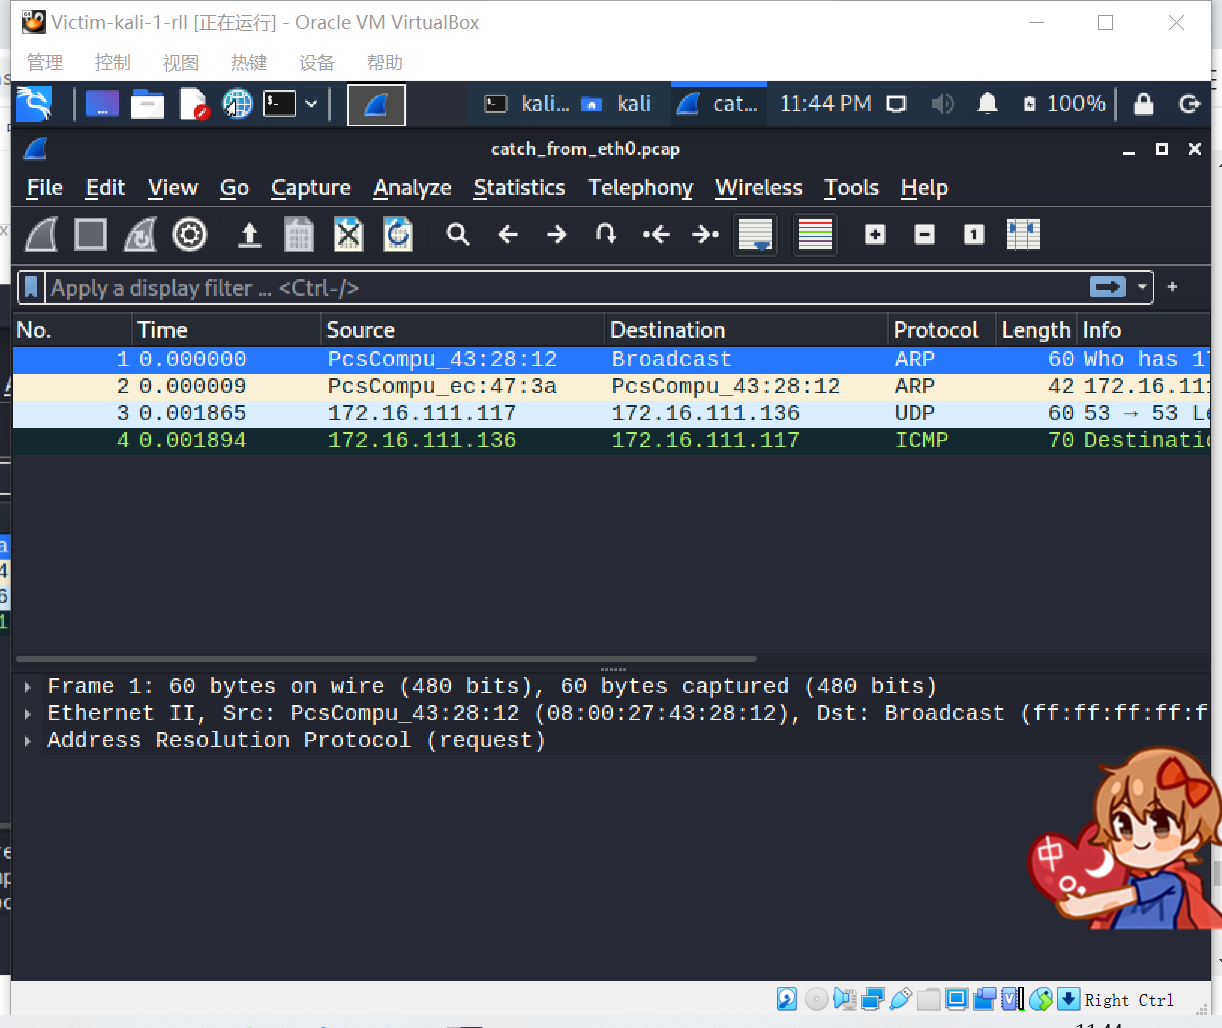 Victim-kali-1-rll [正在运行] - Oracle VM VirtualBox
管理 控制 视图 热键 设备 帮助
kali... kali cat... 11:44 PM 100%
catch_from_eth0.pcap
File Edit View Go Capture Analyze Statistics Telephony Wireless Tools Help
Apply a display filter ... <Ctrl-/>
No. Time Source Destination Protocol Length Info
1 0.000000 PcsCompu_43:28:12 Broadcast ARP 60 Who has
2 0.000009 PcsCompu_ec:47:3a PcsCompu_43:28:12 ARP 42 172.16.11
3 0.001865 172.16.111.117 172.16.111.136 UDP 60 53 → 53 Le
4 0.001894 172.16.111.136 172.16.111.117 ICMP 70 Destinatio
Frame 1: 60 bytes on wire (480 bits), 60 bytes captured (480 bits)
Ethernet II, Src: PcsCompu_43:28:12 (08:00:27:43:28:12), Dst: Broadcast (ff:ff:ff:ff:f
Address Resolution Protocol (request)
中
Right Ctrl